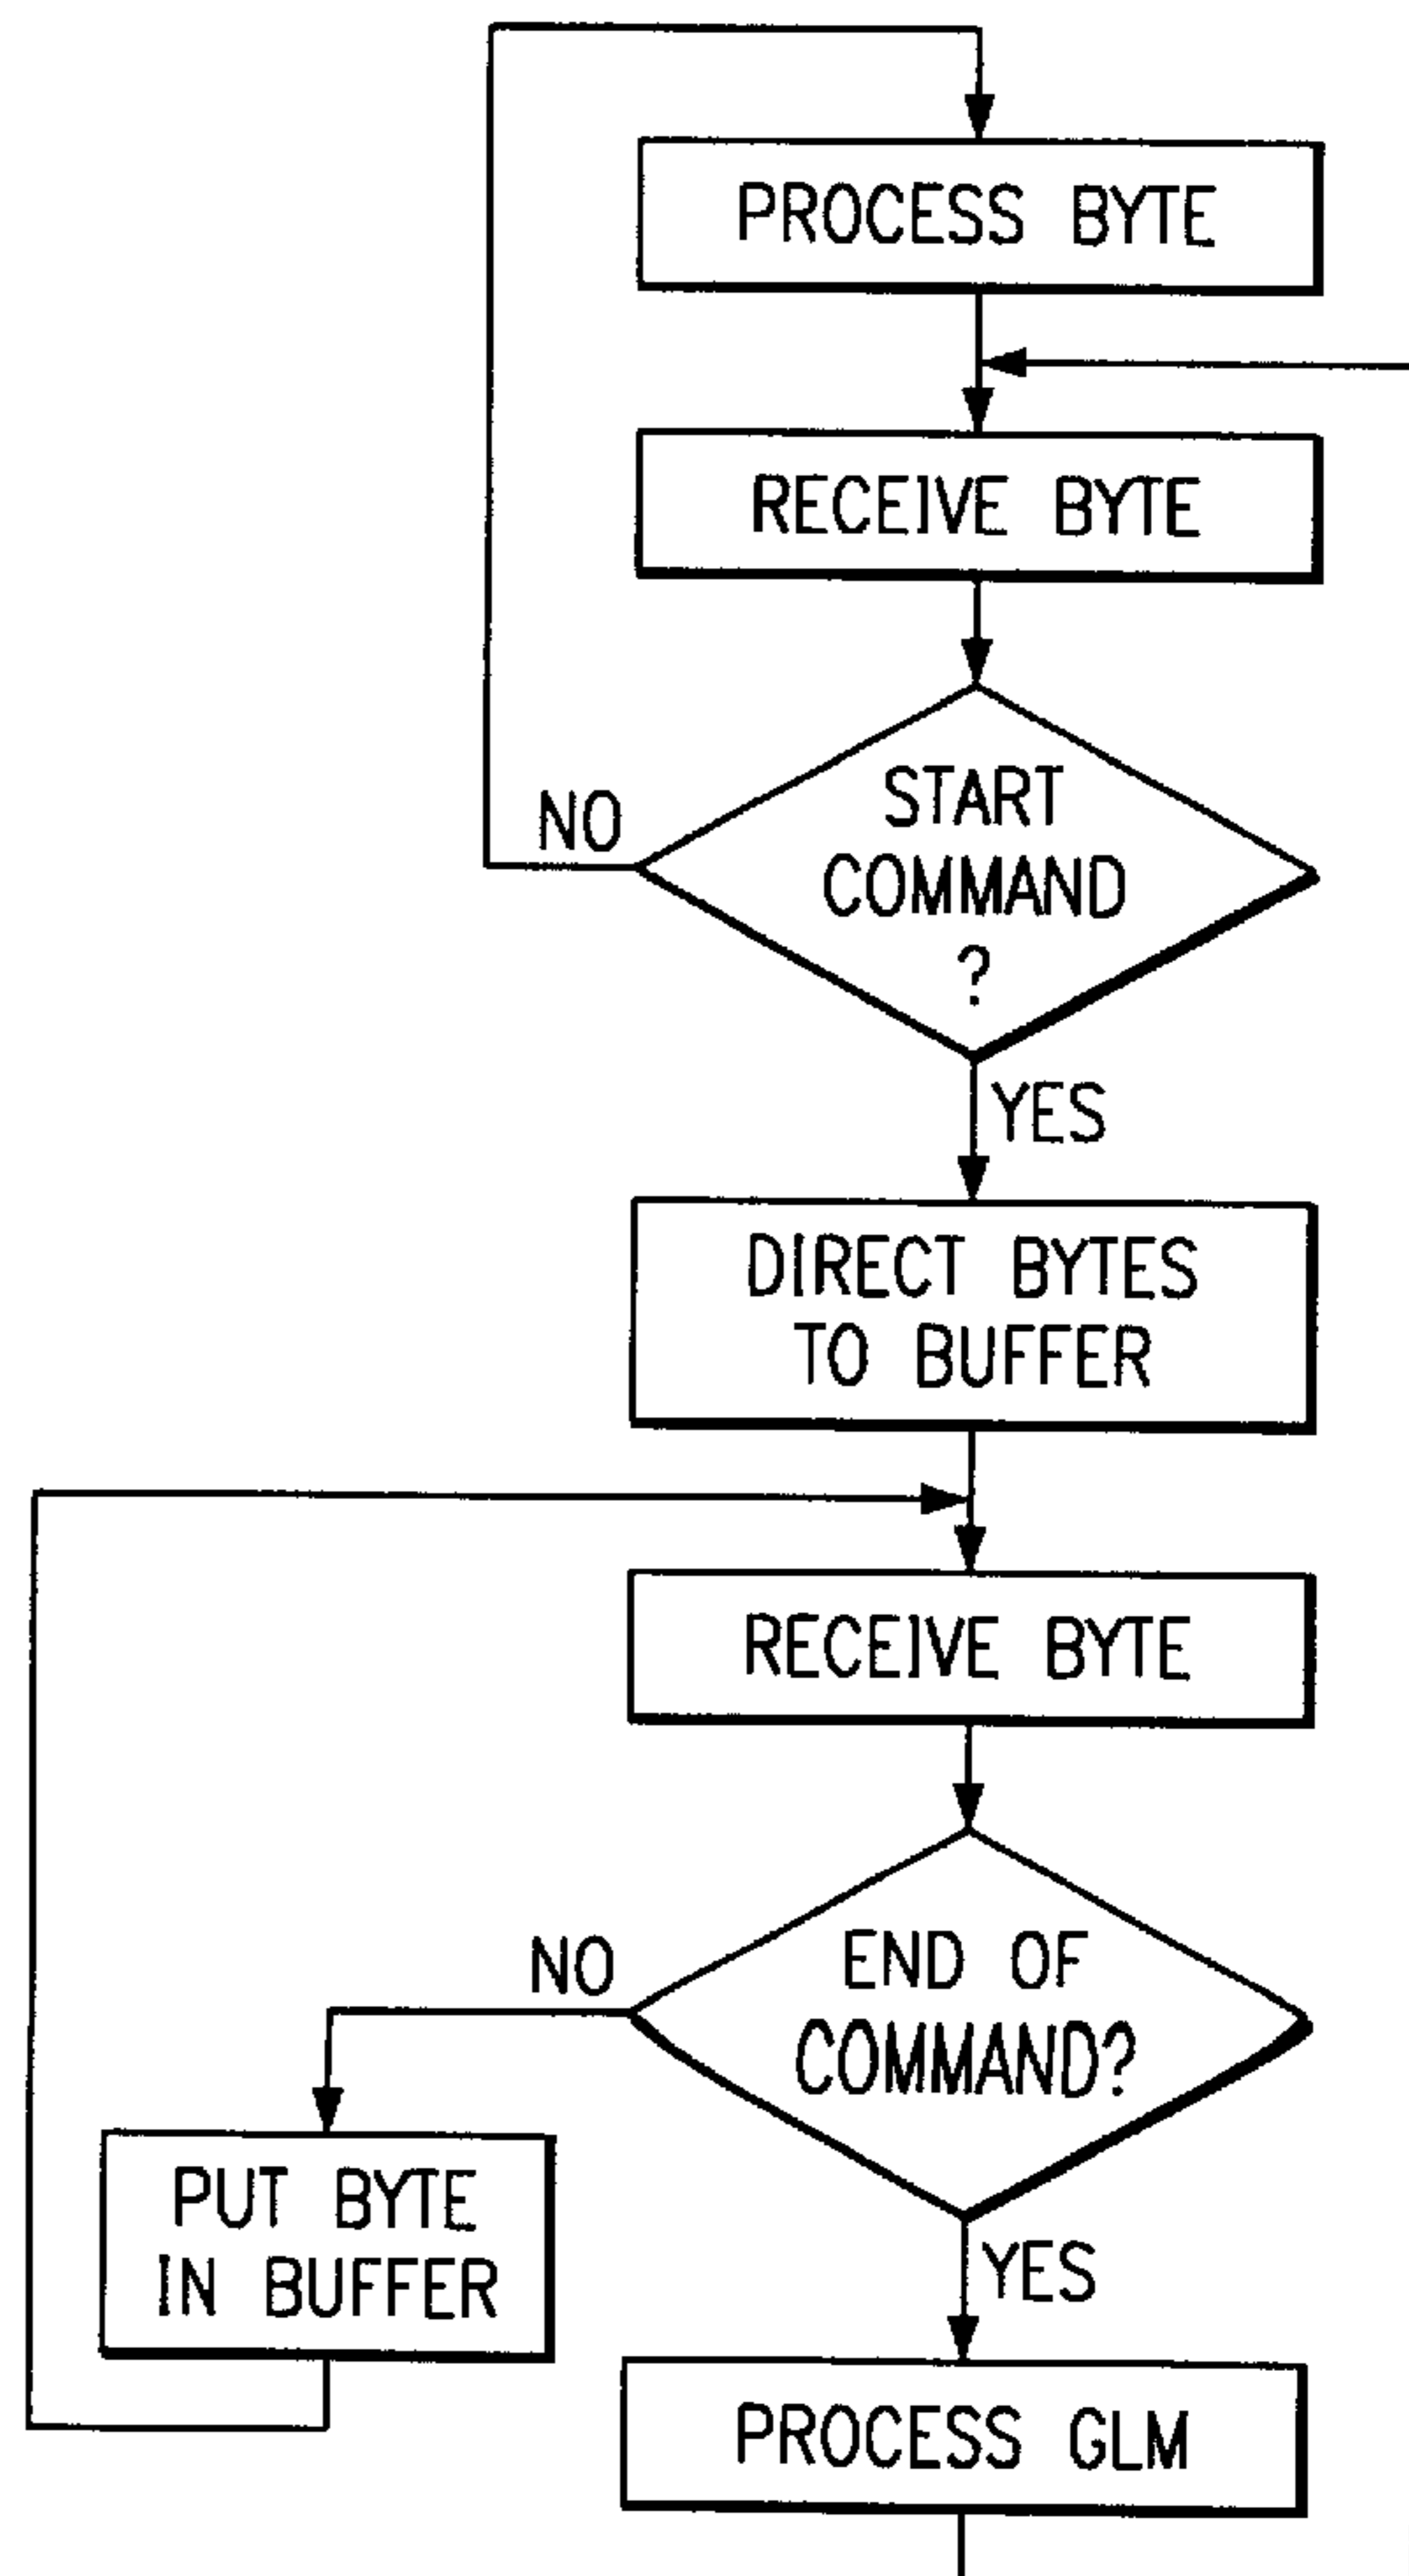 PROCESS BYTE
RECEIVE BYTE
START
COMMAND
?
NO
YES
DIRECT BYTES
TO BUFFER
RECEIVE BYTE
END OF
COMMAND?
NO
PUT BYTE
IN BUFFER
YES
PROCESS GLM